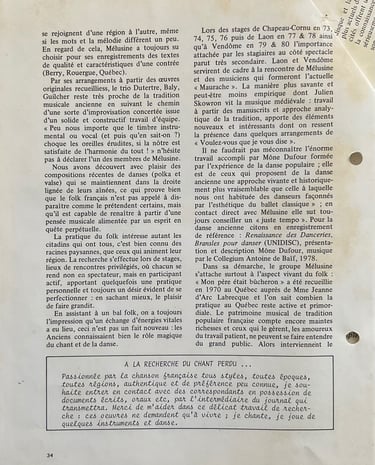 se rejoignent d'une région à l'autre, même
si les mots et la mélodie diffèrent un peu.
En regard de cela, Mélusine a toujours eu
choisir pour ses enregistrements des textes
de qualité et caractéristiques d'une contrée
(Berry, Rouergue, Québec).
Par ses arrangements à partir des œuvres
originales recueillies, le trio Dutertre, Baly,
Guilcher reste très proche de la tradition
musicale ancienne en suivant le chemin
d'une sorte d'improvisation concertée issue
d'un solide et constructif travail d'équipe.
« Peu nous importe que le timbre instrumen-
tal ou vocal (et puis qu'en sait-on ?)
choque les oreilles érudites, si la nôtre est
satisfaite de l'harmonie du tout ! » n'hésite
pas à déclarer l'un des membres de Mélusine.
Nous avons découvert avec plaisir des
compositions récentes de danses (polka et
valse) qui se maintiennent dans la droite
lignée de leurs aînées, ce qui prouve bien
que le folk français n'est pas appelé à dis-
paraître comme le prétendent certains, mais
qu'il est capable de renaître à partir d'une
pensée musicale alimentée par un esprit en
quête perpétuelle.
La pratique du folk intéresse autant les
citadins qui ont tous, c'est bien connu des
racines paysannes, que ceux qui animent leur
région. La recherche s'effectue lors de stages,
lieux de rencontres privilégiés, où chacun se
rend non en spectateur, mais en participant
actif, apportant quelquefois une pratique
personnelle et toujours un désir évident de se
perfectionner : en sachant mieux, le plaisir
de faire grandit.
En assistant à un bal folk, on a toujours
l'impression qu'un échange d'énergies vitales
a eu lieu, ceci n'est pas un fait nouveau : les
Anciens connaissaient bien le rôle magique
du chant et de la danse.
Lors des stages de Chapeau-Cornu en 73,
74, 75, 76 puis de Laon en 77 & 78 ainsi
qu'à Vendôme en 79 & 80 l'importance
attachée par les stagiaires au côté spectacle
parut très secondaire. Laon et Vendôme
servirent de cadre à la rencontre de Mélusine
et des musiciens qui formeront l'actuelle
« Maurache ». La manière plus savante et
peut-être moins empirique dont Julien
Skowron vit la musique médiévale : travail
à partir des manuscrits et approche analy-
tique de la tradition, apporte des éléments
nouveaux et intéressants dont on ressent
la présence dans quelques arrangements de
« Voulez-vous que je vous dise ».
Il ne faudrait pas méconnaître l'énorme
travail accompli par Mône Dufour formée
par l'expérience de la danse populaire ; elle
est de ceux qui proposent de la danse
ancienne une approche vivante et historique-
ment plus vraisemblable que celle à laquelle
nous ont habitués des danseurs façonnés
par l'esthétique du ballet classique » ; en
contact direct avec Mélusine elle sait tou-
jours conseiller un « juste tempo ». Pour la
danse ancienne citons en enregistrement
de référence : Renaissance des Danceries,
Bransles pour danser (UNIDISC), présenta-
tion et description Mône Dufour, musique
par le Collegium Antoine de Baïf, 1978.
Dans sa démarche, le groupe Mélusine
s'attache surtout à l'aspect vivant du folk :
« Mon père était bûcheron » a été recueillie
en 1970 au Québec auprès de Mme Jeanne
d'Arc Labrecque et l'on sait combien la
pratique au Québec reste active et primor-
diale. Le patrimoine musical de tradition
populaire française compte encore maintes
richesses et ceux qui le gèrent, les amoureux
du travail patient, ne peuvent se faire entendre
du grand public. Alors interviennent le
A LA RECHERCHE DU CHANT PERDU ...
Passionnée par la chanson française tous styles, toutes époques,
toutes régions, authentique et de préférence peu connue, je sou-
haite entrer en contact avec des correspondants en possession de
documents écrits, oraux etc, par l'intermédiaire du journal qui
transmettra. Merci de m'aider dans ce délicat travail de recher-
che : ces œuvres ne demandent qu'à vivre ; je chante, je joue de
quelques instruments et danse.
34